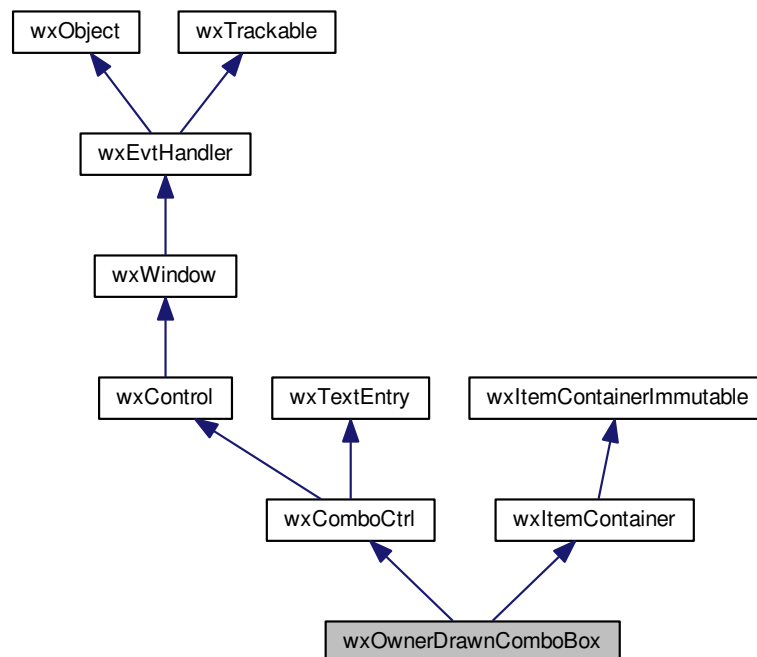 wxObject
wxTrackable
wxEvtHandler
wxWindow
wxControl
wxTextEntry
wxItemContainerImmutable
wxComboCtrl
wxItemContainer
wxOwnerDrawnComboBox